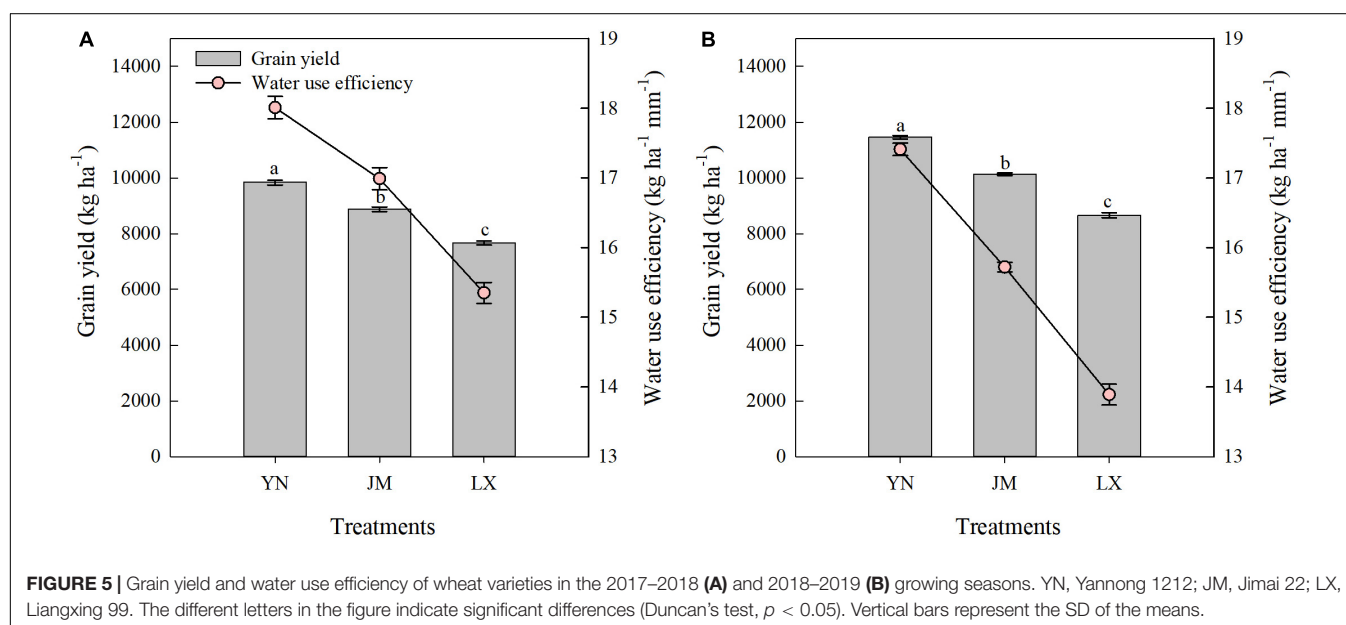 A
Grain yield
Water use efficiency
14000
12000
10000
8000
6000
4000
2000
0
Grain yield (kg ha⁻¹)
a
b
c
19
18
17
16
15
14
13
Water use efficiency (kg ha⁻¹ mm⁻¹)
YN JM LX
Treatments
B
14000
12000
10000
8000
6000
4000
2000
0
Grain yield (kg ha⁻¹)
a
b
c
19
18
17
16
15
14
13
Water use efficiency (kg ha⁻¹ mm⁻¹)
YN JM LX
Treatments
FIGURE 5 | Grain yield and water use efficiency of wheat varieties in the 2017–2018 (A) and 2018–2019 (B) growing seasons. YN, Yannong 1212; JM, Jimai 22; LX,
Liangxing 99. The different letters in the figure indicate significant differences (Duncan's test, p < 0.05). Vertical bars represent the SD of the means.